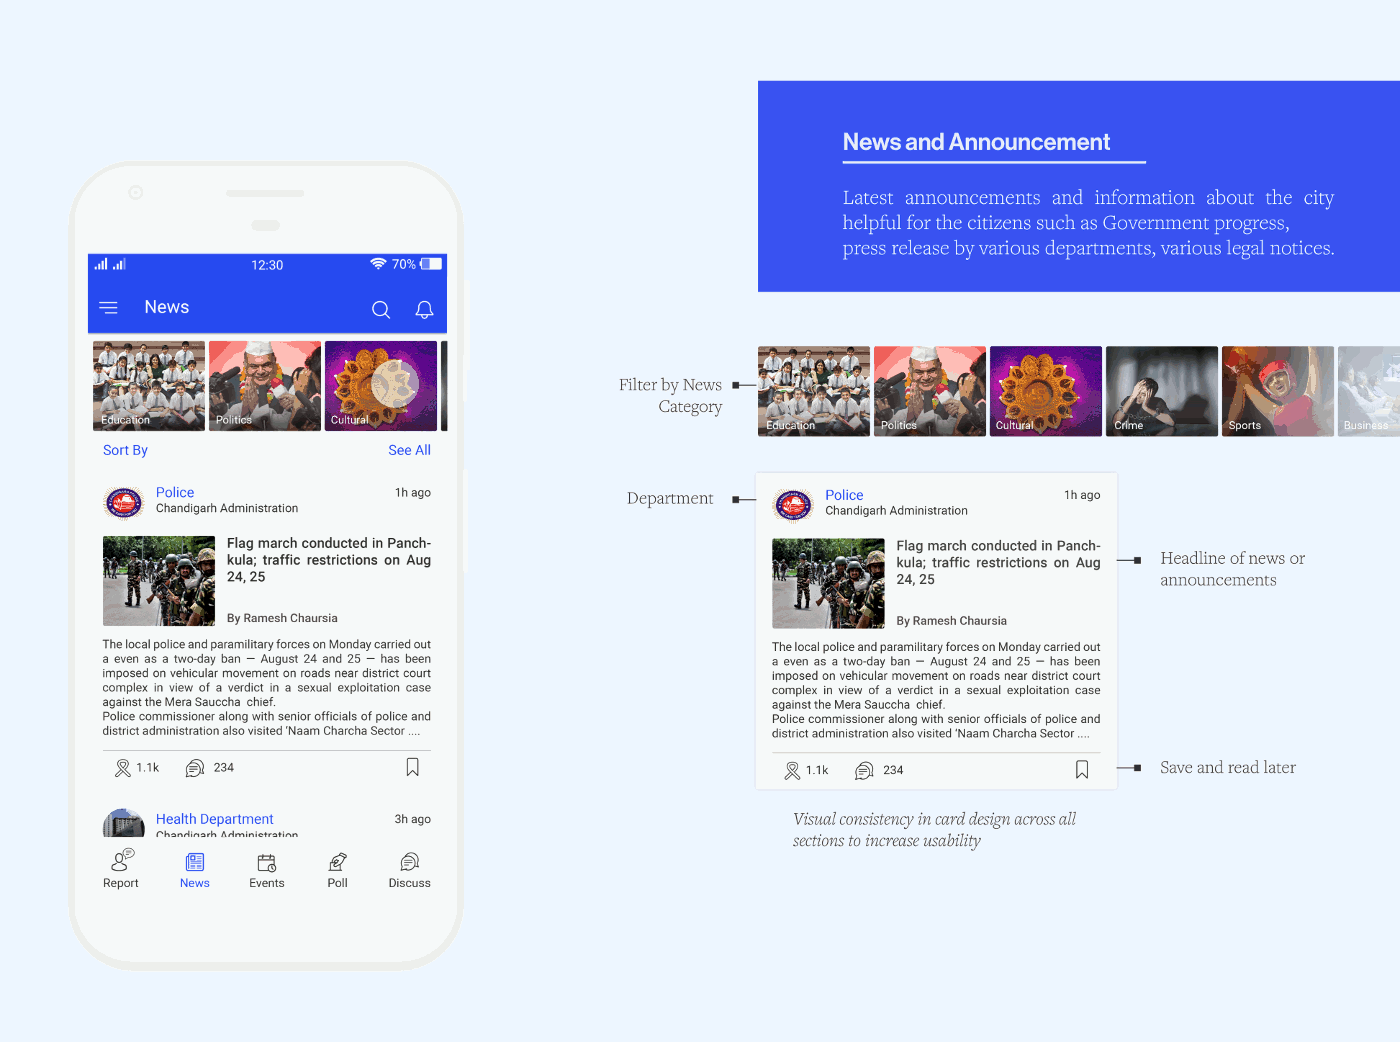 News and Announcement
Latest announcements and information about the city
helpful for the citizens such as Government progress,
press release by various departments, various legal notices.
12:30
70%
News
Education
Politics
Cultural
Sort By
See All
Police
1h ago
Chandigarh Administration
Flag march conducted in Panch-
kula; traffic restrictions on Aug
24, 25
By Ramesh Chaursia
The local police and paramilitary forces on Monday carried out
a even as a two-day ban — August 24 and 25 — has been
imposed on vehicular movement on roads near district court
complex in view of a verdict in a sexual exploitation case
against the Mera Sauccha chief.
Police commissioner along with senior officials of police and
district administration also visited 'Naam Charcha Sector ....
1.1k
234
Health Department
3h ago
Chandigarh Administration
Report
News
Events
Poll
Discuss
Filter by News
Category
Education
Politics
Cultural
Crime
Sports
Business
Department
Police
1h ago
Chandigarh Administration
Flag march conducted in Panch-
kula; traffic restrictions on Aug
24, 25
By Ramesh Chaursia
The local police and paramilitary forces on Monday carried out
a even as a two-day ban — August 24 and 25 — has been
imposed on vehicular movement on roads near district court
complex in view of a verdict in a sexual exploitation case
against the Mera Sauccha chief.
Police commissioner along with senior officials of police and
district administration also visited 'Naam Charcha Sector ....
1.1k
234
Headline of news or
announcements
Save and read later
Visual consistency in card design across all
sections to increase usability